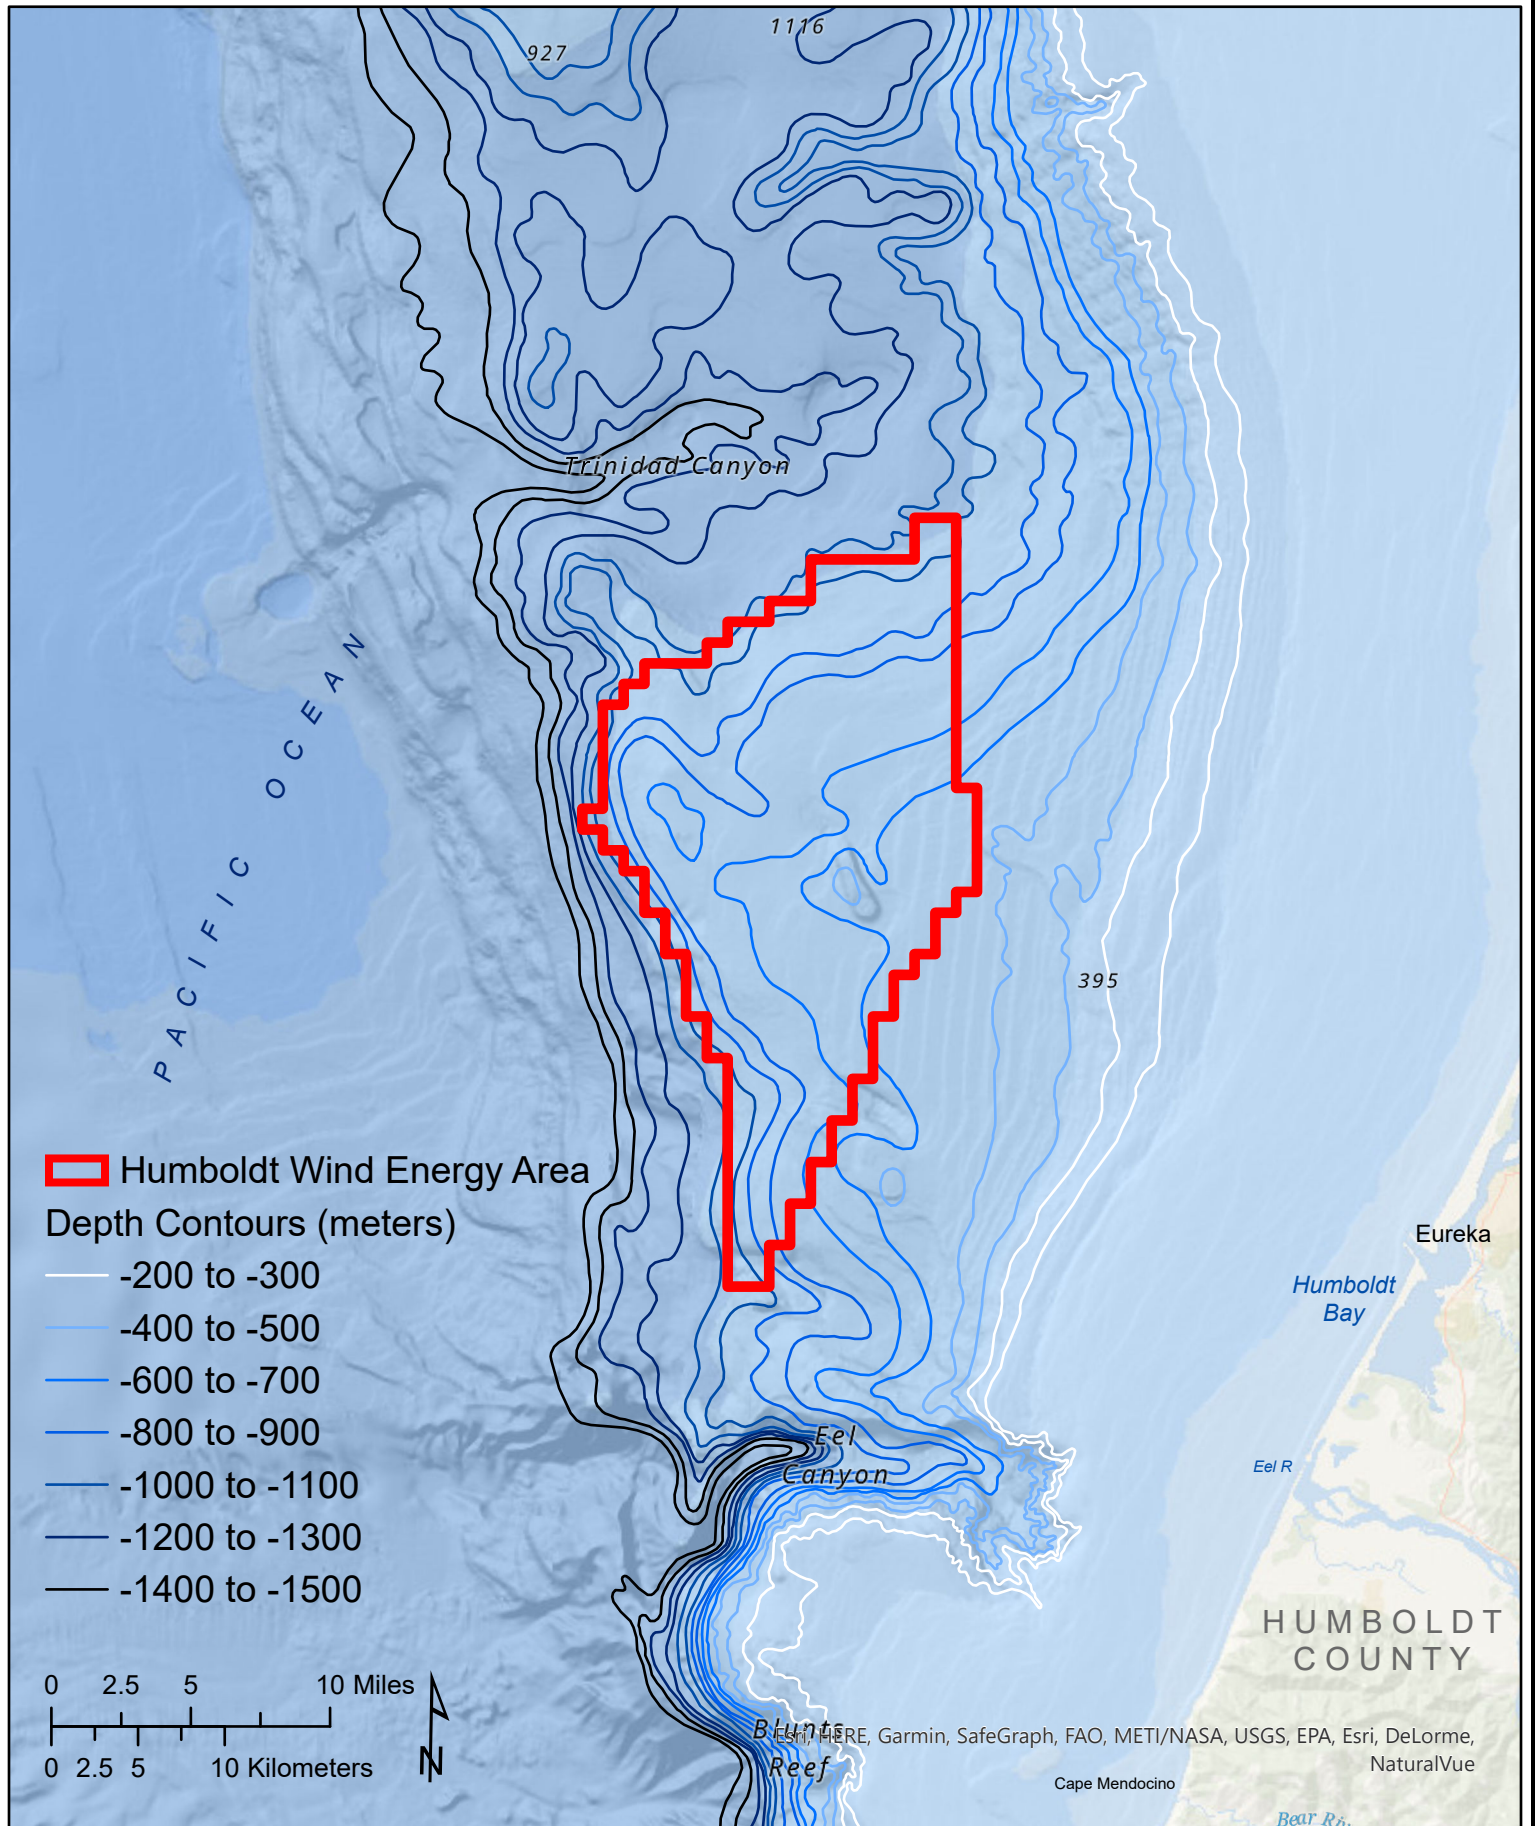 1116
927
Trinidad Canyon
PACIFIC OCEAN
395
Humboldt Wind Energy Area
Depth Contours (meters)
-200 to -300
-400 to -500
-600 to -700
-800 to -900
-1000 to -1100
-1200 to -1300
-1400 to -1500
Eureka
Humboldt
Bay
Eel
Canyon
Eel R
HUMBOLDT
COUNTY
0 2.5 5 10 Miles
0 2.5 5 10 Kilometers
N
Blunts
Reef
Esri, HERE, Garmin, SafeGraph, FAO, METI/NASA, USGS, EPA, Esri, DeLorme,
NaturalVue
Cape Mendocino
Bear